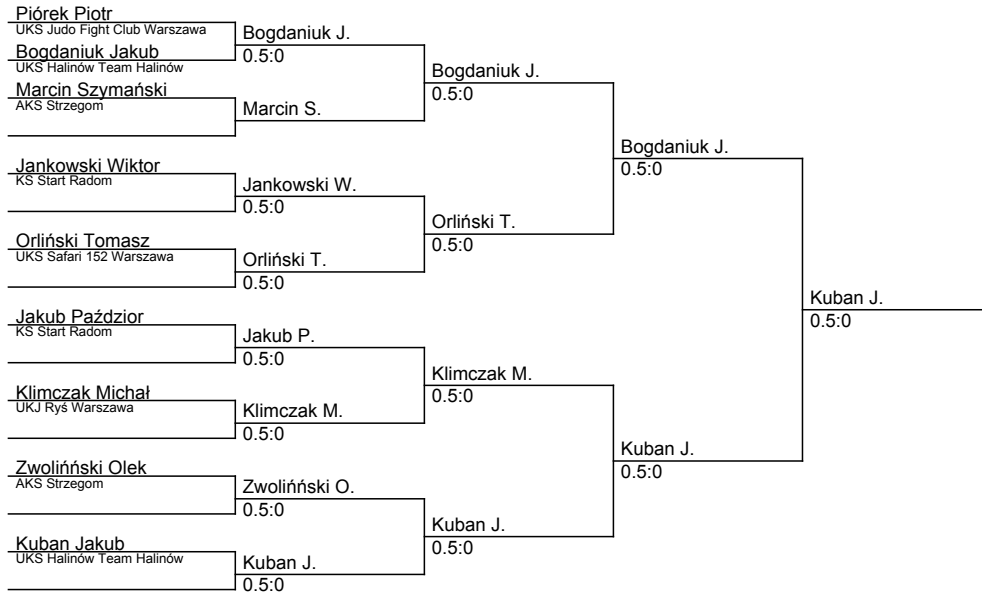 Piórek Piotr
UKS Judo Fight Club Warszawa
Bogdaniuk Jakub
UKS Halinów Team Halinów
Marcin Szymański
AKS Strzegom
Jankowski Wiktor
KS Start Radom
Orliński Tomasz
UKS Safari 152 Warszawa
Jakub Paździor
KS Start Radom
Klimczak Michał
UKJ Ryś Warszawa
Zwolińński Olek
AKS Strzegom
Kuban Jakub
UKS Halinów Team Halinów
Bogdaniuk J.
0.5:0
Marcin S.
Jankowski W.
0.5:0
Orliński T.
0.5:0
Jakub P.
0.5:0
Klimczak M.
0.5:0
Zwolińński O.
0.5:0
Kuban J.
0.5:0
Bogdaniuk J.
0.5:0
Orliński T.
0.5:0
Klimczak M.
0.5:0
Kuban J.
0.5:0
Bogdaniuk J.
0.5:0
Kuban J.
0.5:0
Kuban J.
0.5:0